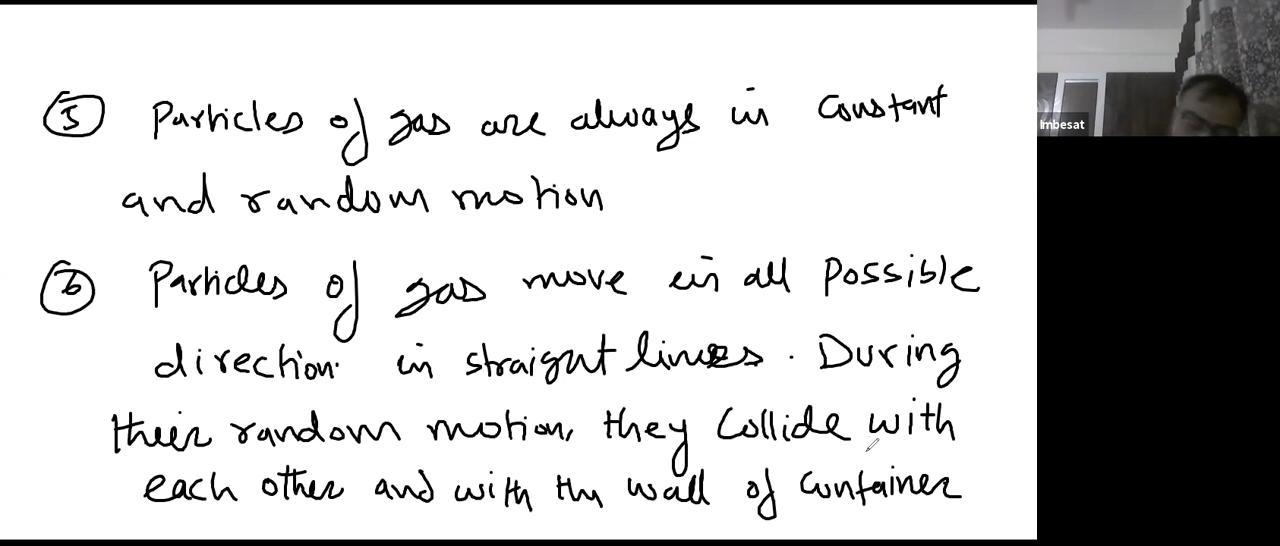 ⑤ Particles of gas are always in constant
and random motion
⑥ Particles of gas move in all possible
direction in straight lines. During
their random motion, they collide with
each other and with the wall of container
Imbesat